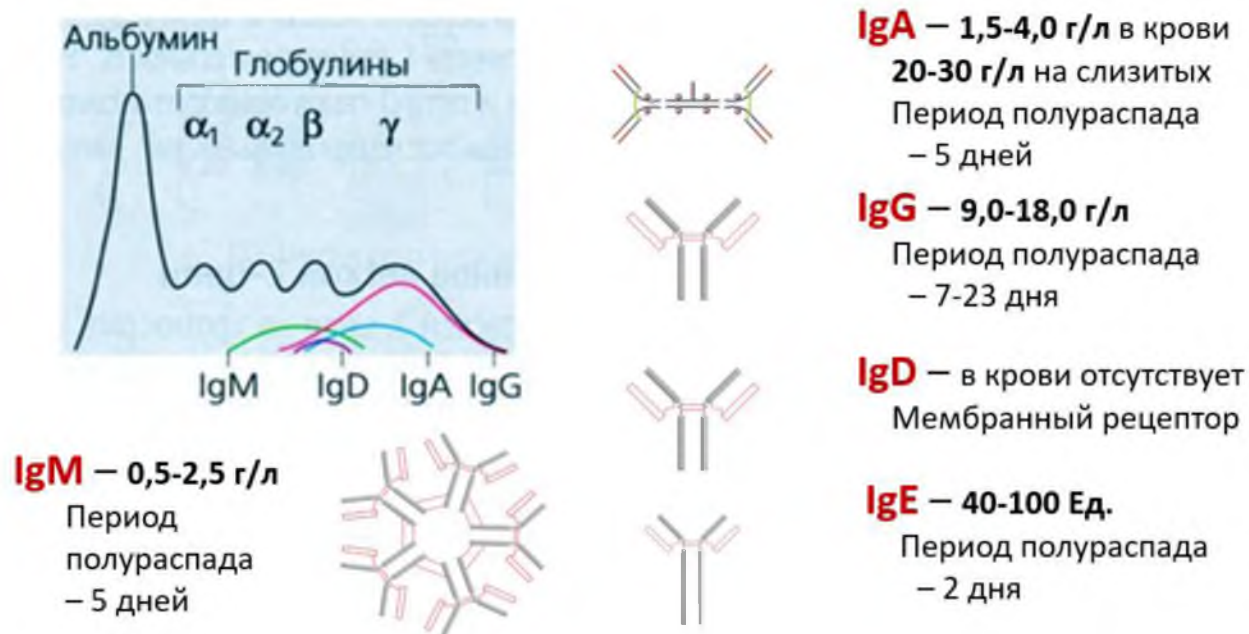 Альбумин
Глобулины
α₁ α₂ β γ
IgM IgD IgA IgG
IgM – 0,5-2,5 г/л
Период
полураспада
– 5 дней
IgA – 1,5-4,0 г/л в крови
20-30 г/л на слизитых
Период полураспада
– 5 дней
IgG – 9,0-18,0 г/л
Период полураспада
– 7-23 дня
IgD – в крови отсутствует
Мембранный рецептор
IgE – 40-100 Ед.
Период полураспада
– 2 дня